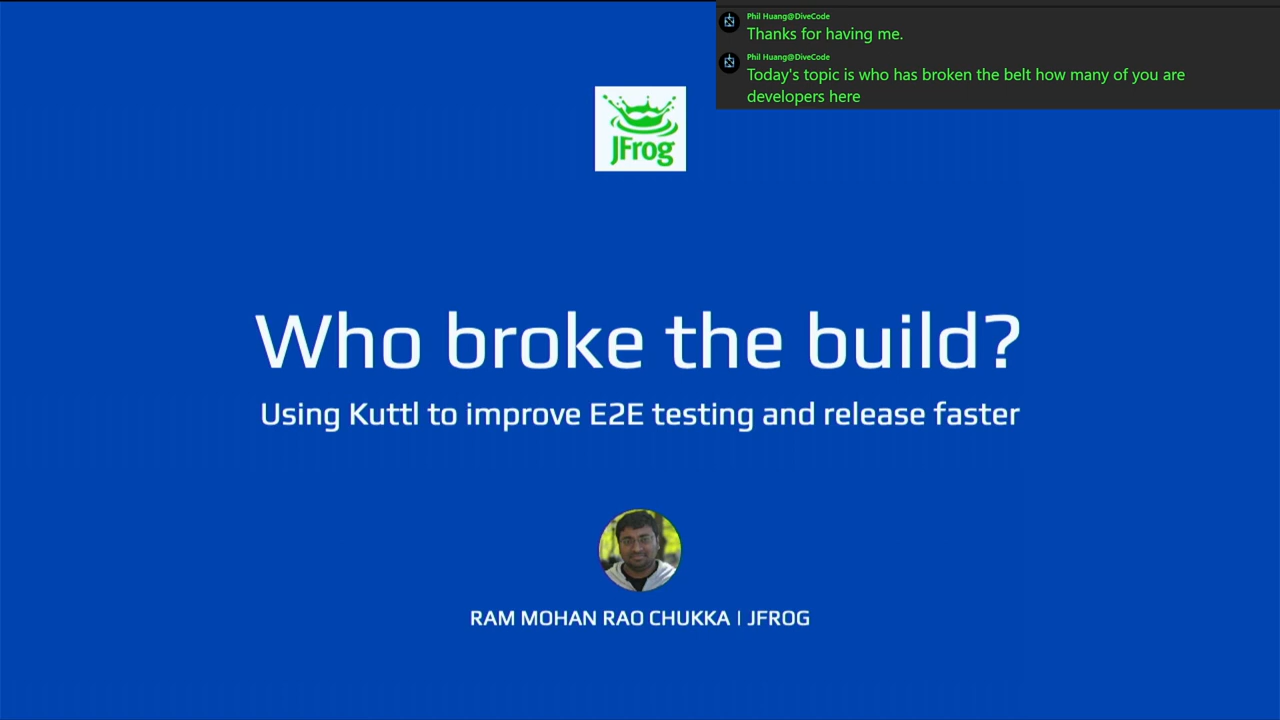 Phil Huang@DiveCode
Thanks for having me.
Phil Huang@DiveCode
Today's topic is who has broken the belt how many of you are
developers here
JFrog
Who broke the build?
Using Kuttl to improve E2E testing and release faster
RAM MOHAN RAO CHUKKA | JFROG